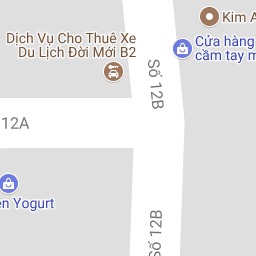 Kim A
Dịch Vụ Cho Thuê Xe
Du Lịch Đời Mới B2
Cửa hàng
cầm tay m
Số 12B
12A
en Yogurt
Số 12B